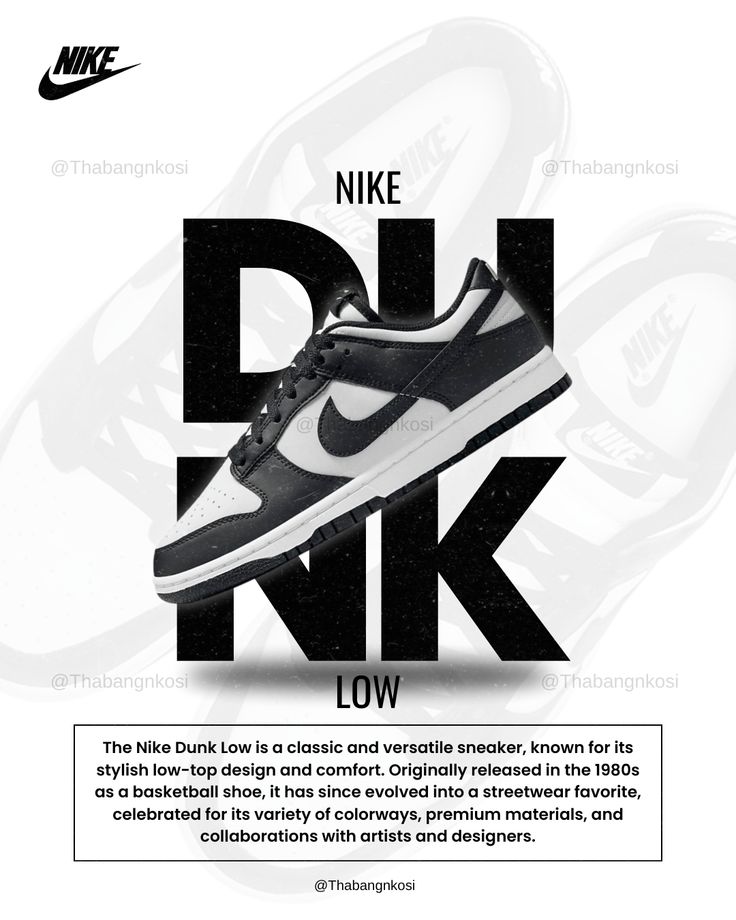 NIKE
@Thabangnkosi @Thabangnkosi
NIKE
NIKE
DU
NIKE
@Thabangnkosi
NIKE
NK
@Thabangnkosi @Thabangnkosi
LOW
The Nike Dunk Low is a classic and versatile sneaker, known for its
stylish low-top design and comfort. Originally released in the 1980s
as a basketball shoe, it has since evolved into a streetwear favorite,
celebrated for its variety of colorways, premium materials, and
collaborations with artists and designers.
@Thabangnkosi